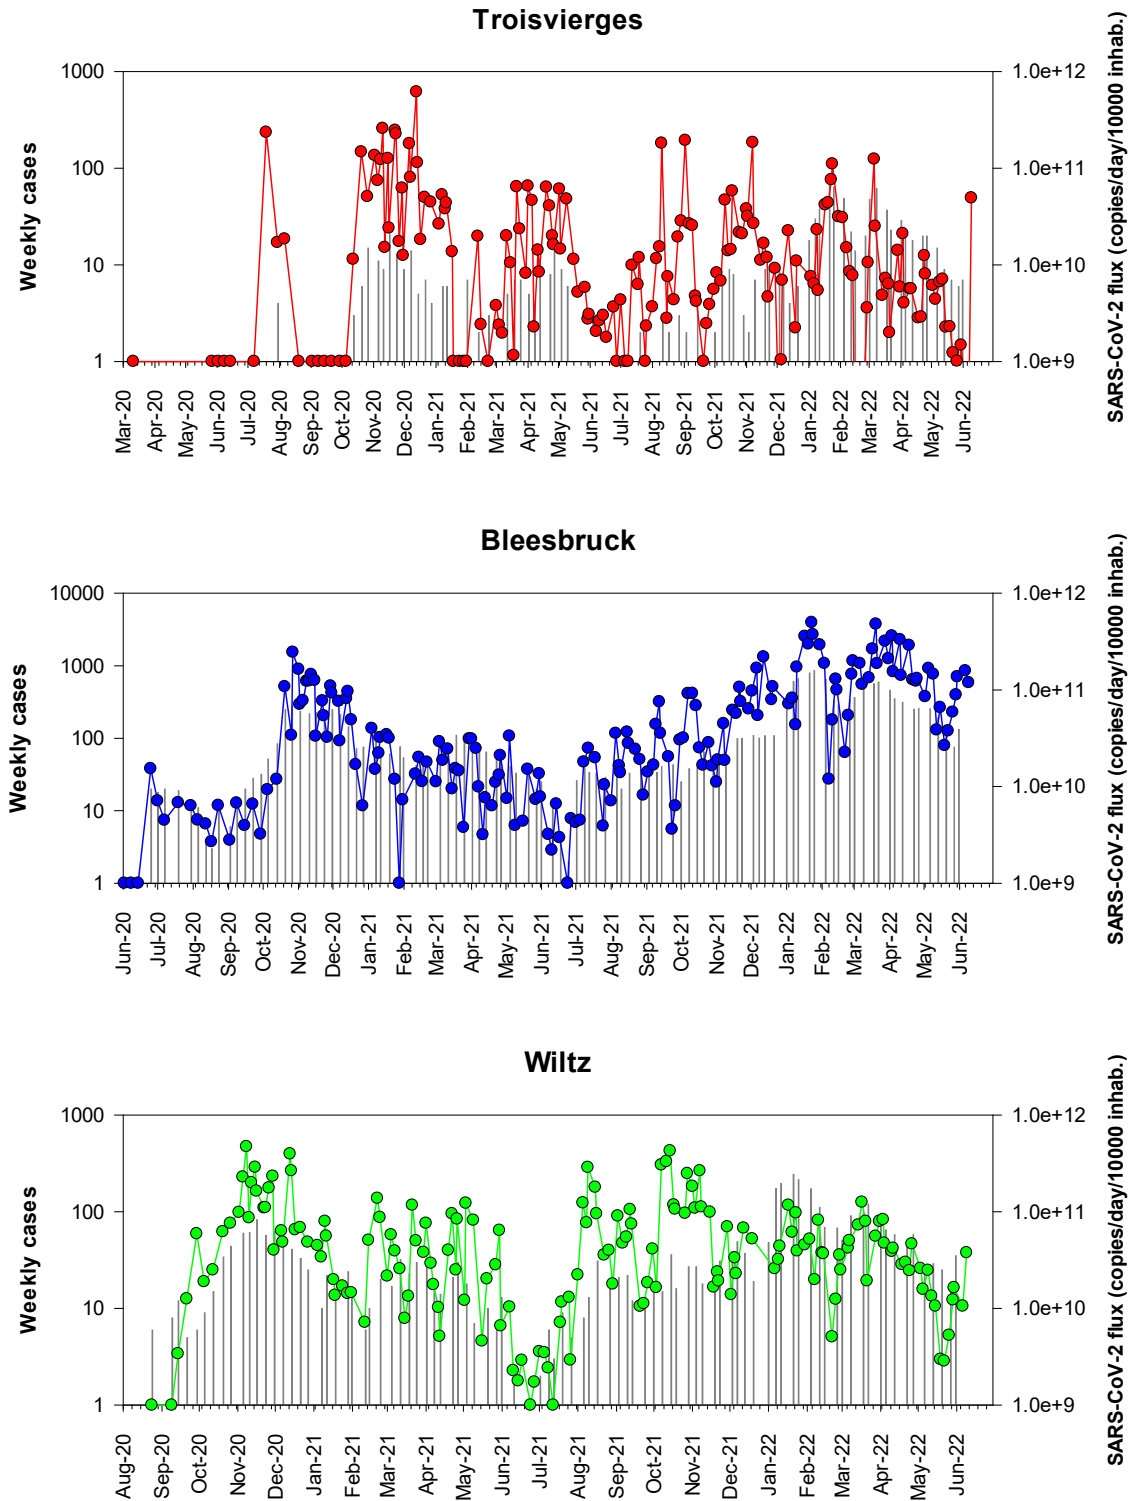 Troisvierges
Weekly cases
SARS-CoV-2 flux (copies/day/10000 inhab.)
1000
100
10
1
1.0e+12
1.0e+11
1.0e+10
1.0e+9
Mar-20
Apr-20
May-20
Jun-20
Jul-20
Aug-20
Sep-20
Oct-20
Nov-20
Dec-20
Jan-21
Feb-21
Mar-21
Apr-21
May-21
Jun-21
Jul-21
Aug-21
Sep-21
Oct-21
Nov-21
Dec-21
Jan-22
Feb-22
Mar-22
Apr-22
May-22
Jun-22
Bleesbruck
Weekly cases
SARS-CoV-2 flux (copies/day/10000 inhab.)
10000
1000
100
10
1
1.0e+12
1.0e+11
1.0e+10
1.0e+9
Jun-20
Jul-20
Aug-20
Sep-20
Oct-20
Nov-20
Dec-20
Jan-21
Feb-21
Mar-21
Apr-21
May-21
Jun-21
Jul-21
Aug-21
Sep-21
Oct-21
Nov-21
Dec-21
Jan-22
Feb-22
Mar-22
Apr-22
May-22
Jun-22
Wiltz
Weekly cases
SARS-CoV-2 flux (copies/day/10000 inhab.)
1000
100
10
1
1.0e+12
1.0e+11
1.0e+10
1.0e+9
Aug-20
Sep-20
Oct-20
Nov-20
Dec-20
Jan-21
Feb-21
Mar-21
Apr-21
May-21
Jun-21
Jul-21
Aug-21
Sep-21
Oct-21
Nov-21
Dec-21
Jan-22
Feb-22
Mar-22
Apr-22
May-22
Jun-22